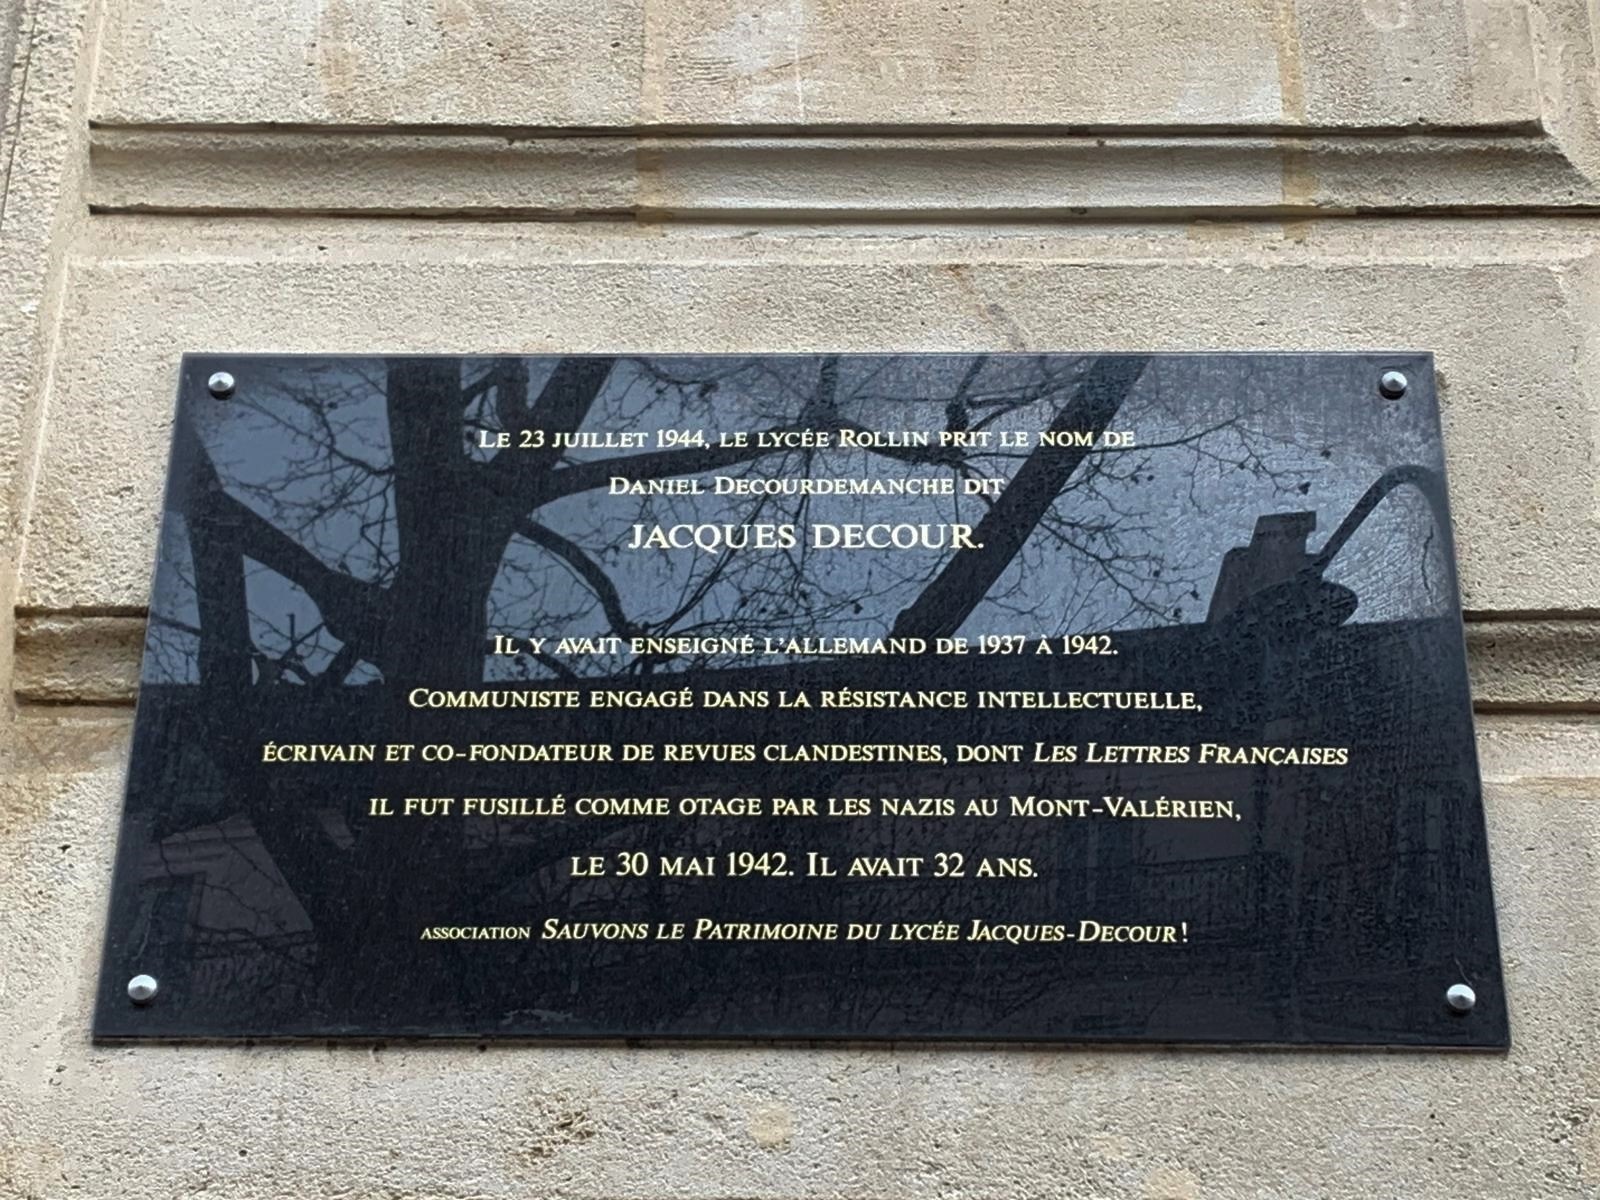 Le 23 juillet 1944, le lycée Rollin prit le nom de
Daniel Decourdemanche dit
JACQUES DECOUR.
Il y avait enseigné l'allemand de 1937 à 1942.
Communiste engagé dans la résistance intellectuelle,
écrivain et co-fondateur de revues clandestines, dont Les Lettres Françaises
il fut fusillé comme otage par les nazis au Mont-Valérien,
le 30 mai 1942. Il avait 32 ans.
association Sauvons le Patrimoine du lycée Jacques-Decour!